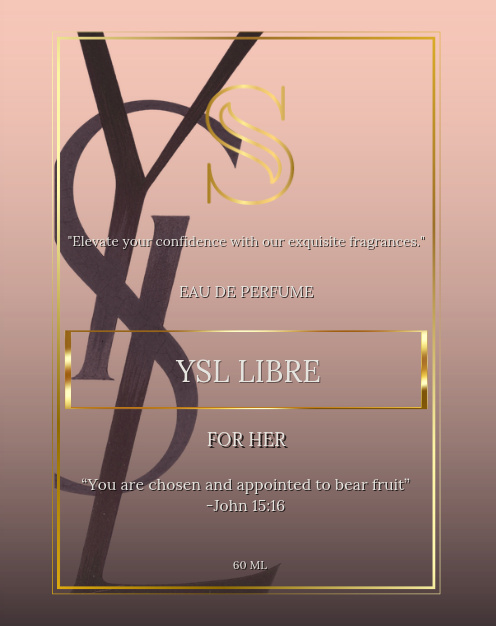 YSL
S
"Elevate your confidence with our exquisite fragrances."
EAU DE PERFUME
YSL LIBRE
FOR HER
“You are chosen and appointed to bear fruit”
~John 15:16
60 ML